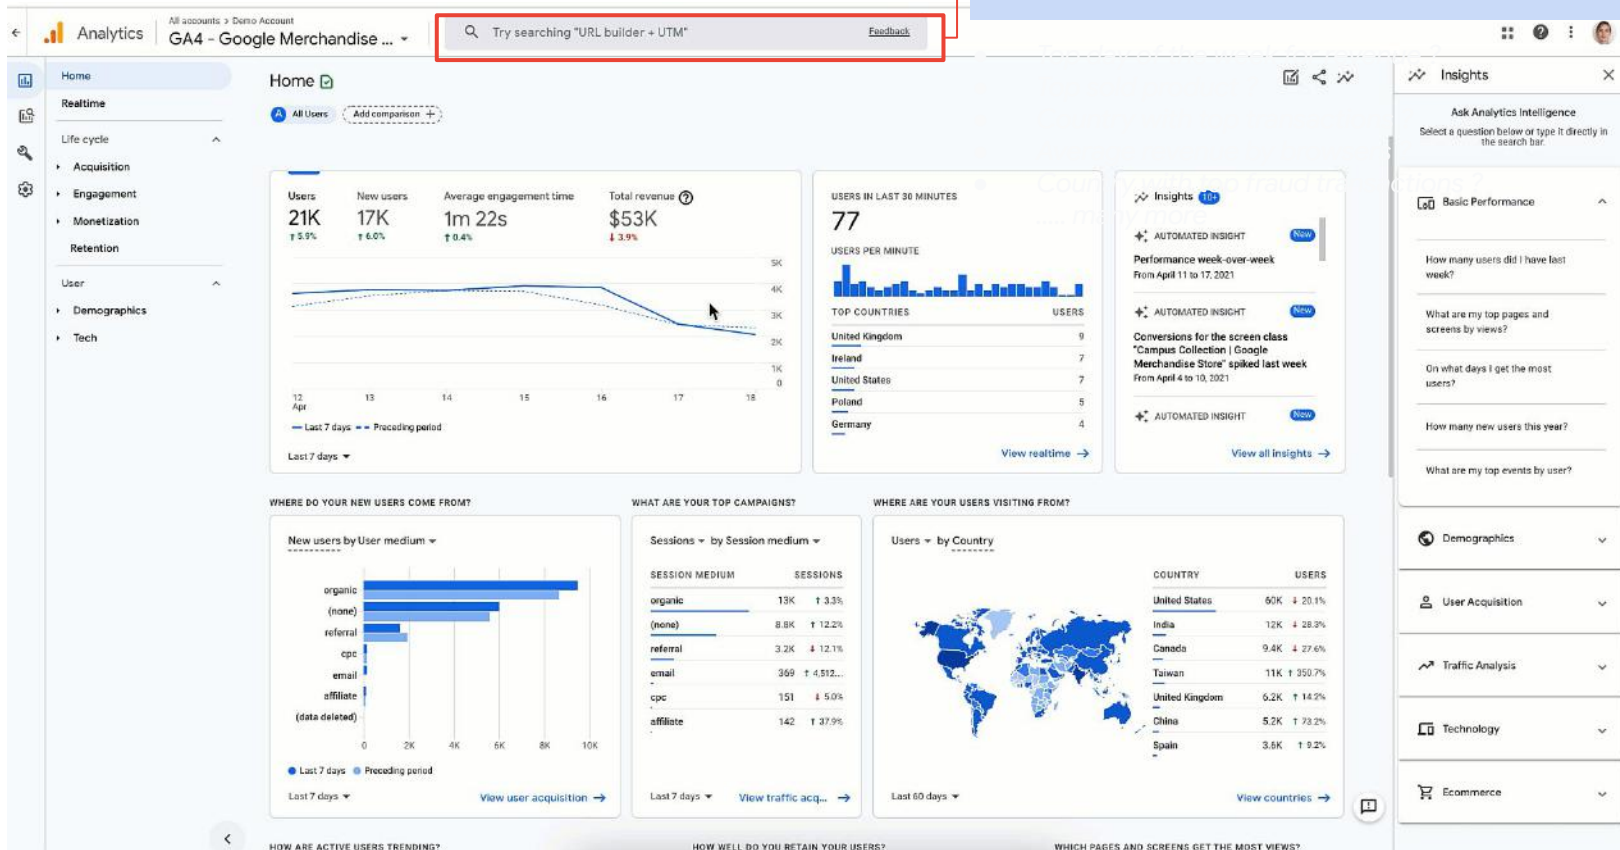 All accounts > Demo Account
Analytics
GA4 - Google Merchandise ...
Try searching "URL builder + UTM"
Feedback
Home
Realtime
Life cycle
Acquisition
Engagement
Monetization
Retention
User
Demographics
Tech
Home
A All Users
Add comparison +
Users
21K
↑ 5.9%
New users
17K
↑ 6.0%
Average engagement time
1m 22s
↑ 0.4%
Total revenue
$53K
↓ 3.9%
5K
4K
3K
2K
1K
0
12 13 14 15 16 17 18
Apr
Last 7 days Preceding period
Last 7 days
USERS IN LAST 30 MINUTES
77
USERS PER MINUTE
TOP COUNTRIES USERS
United Kingdom 9
Ireland 7
United States 7
Poland 5
Germany 4
View realtime →
Insights 10+
AUTOMATED INSIGHT New
Performance week-over-week
From April 11 to 17, 2021
AUTOMATED INSIGHT New
Conversions for the screen class
"Campus Collection | Google
Merchandise Store" spiked last week
From April 4 to 10, 2021
AUTOMATED INSIGHT New
View all insights →
Country with top fraud transactions ?
.... many more
WHERE DO YOUR NEW USERS COME FROM?
New users by User medium
organic
(none)
referral
cpc
email
affiliate
(data deleted)
0 2K 4K 6K 8K 10K
Last 7 days Preceding period
Last 7 days
View user acquisition →
WHAT ARE YOUR TOP CAMPAIGNS?
Sessions by Session medium
SESSION MEDIUM SESSIONS
organic 13K ↑ 3.3%
(none) 8.8K ↑ 12.2%
referral 3.2K ↓ 12.1%
email 369 ↑ 4,512...
cpc 151 ↓ 5.0%
affiliate 142 ↑ 37.9%
Last 7 days
View traffic acq... →
WHERE ARE YOUR USERS VISITING FROM?
Users by Country
COUNTRY USERS
United States 60K ↓ 20.1%
India 12K ↓ 28.3%
Canada 9.4K ↓ 27.6%
Taiwan 11K ↑ 350.7%
United Kingdom 6.2K ↑ 14.2%
China 5.2K ↑ 73.2%
Spain 3.6K ↑ 9.2%
Last 60 days
View countries →
HOW ARE ACTIVE USERS TRENDING?
HOW WELL DO YOU RETAIN YOUR USERS?
WHICH PAGES AND SCREENS GET THE MOST VIEWS?
Insights
Ask Analytics Intelligence
Select a question below or type it directly in
the search bar.
Basic Performance
How many users did I have last
week?
What are my top pages and
screens by views?
On what days I get the most
users?
How many new users this year?
What are my top events by user?
Demographics
User Acquisition
Traffic Analysis
Technology
Ecommerce